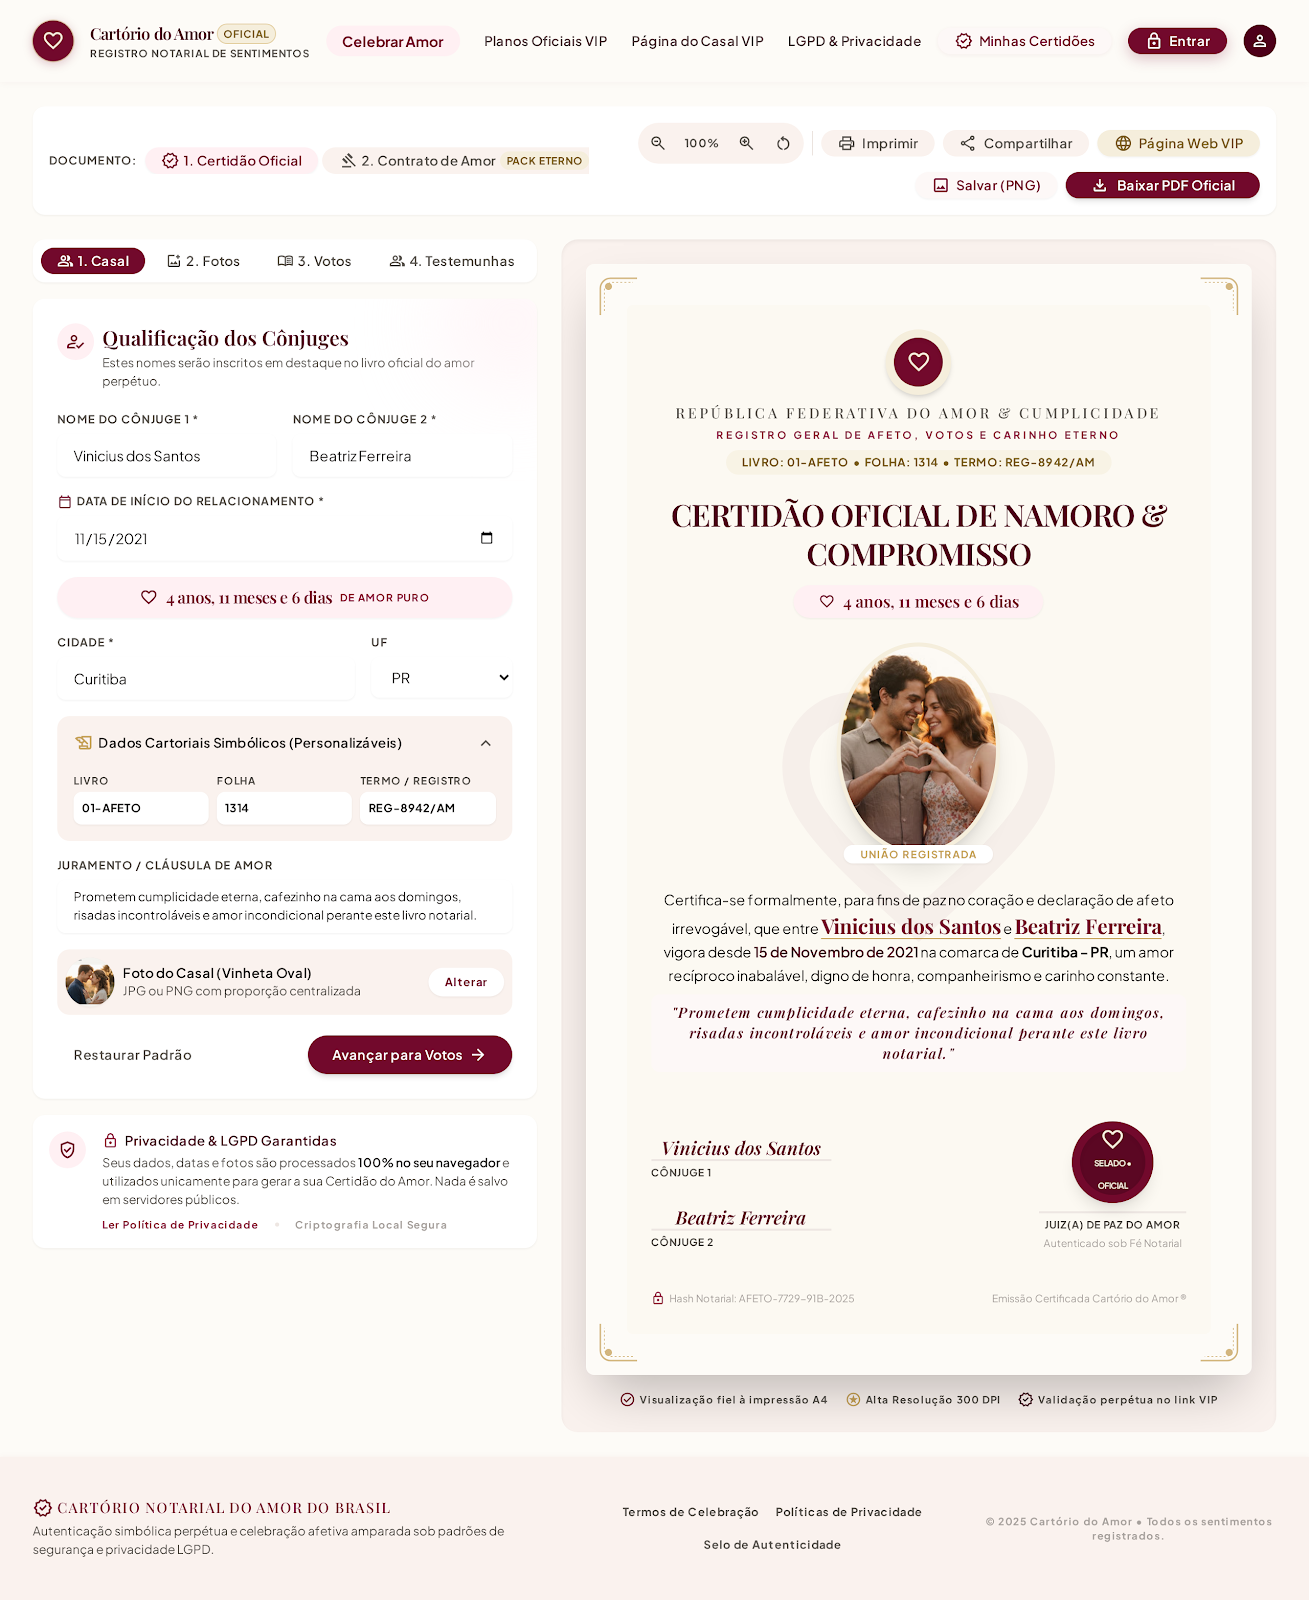 Cartório do Amor OFICIAL
REGISTRO NOTARIAL DE SENTIMENTOS
Celebrar Amor
Planos Oficiais VIP
Página do Casal VIP
LGPD & Privacidade
Minhas Certidões
Entrar
DOCUMENTO:
1. Certidão Oficial
2. Contrato de Amor PACK ETERNO
100%
Imprimir
Compartilhar
Página Web VIP
Salvar (PNG)
Baixar PDF Oficial
1. Casal
2. Fotos
3. Votos
4. Testemunhas
Qualificação dos Cônjuges
Estes nomes serão inscritos em destaque no livro oficial do amor
perpétuo.
NOME DO CÔNJUGE 1 *
NOME DO CÔNJUGE 2 *
Vinicius dos Santos
Beatriz Ferreira
DATA DE INÍCIO DO RELACIONAMENTO *
11/15/2021
4 anos, 11 meses e 6 dias DE AMOR PURO
CIDADE *
UF
Curitiba
PR
Dados Cartoriais Simbólicos (Personalizáveis)
LIVRO
FOLHA
TERMO / REGISTRO
01-AFETO
1314
REG-8942/AM
JURAMENTO / CLÁUSULA DE AMOR
Prometem cumplicidade eterna, cafezinho na cama aos domingos,
risadas incontroláveis e amor incondicional perante este livro notarial.
Foto do Casal (Vinheta Oval)
JPG ou PNG com proporção centralizada
Alterar
Restaurar Padrão
Avançar para Votos
Privacidade & LGPD Garantidas
Seus dados, datas e fotos são processados 100% no seu navegador e
utilizados unicamente para gerar a sua Certidão do Amor. Nada é salvo
em servidores públicos.
Ler Política de Privacidade • Criptografia Local Segura
REPÚBLICA FEDERATIVA DO AMOR & CUMPLICIDADE
REGISTRO GERAL DE AFETO, VOTOS E CARINHO ETERNO
LIVRO: 01-AFETO • FOLHA: 1314 • TERMO: REG-8942/AM
CERTIDÃO OFICIAL DE NAMORO &
COMPROMISSO
4 anos, 11 meses e 6 dias
UNIÃO REGISTRADA
Certifica-se formalmente, para fins de paz no coração e declaração de afeto
irrevogável, que entre Vinicius dos Santos e Beatriz Ferreira,
vigora desde 15 de Novembro de 2021 na comarca de Curitiba – PR, um amor
recíproco inabalável, digno de honra, companheirismo e carinho constante.
"Prometem cumplicidade eterna, cafezinho na cama aos domingos,
risadas incontroláveis e amor incondicional perante este livro
notarial."
Vinicius dos Santos
CÔNJUGE 1
Beatriz Ferreira
CÔNJUGE 2
SELADO •
OFICIAL
JUIZ(A) DE PAZ DO AMOR
Autenticado sob Fé Notarial
Hash Notarial: AFETO-7729-91B-2025
Emissão Certificada Cartório do Amor ®
Visualização fiel à impressão A4
Alta Resolução 300 DPI
Validação perpétua no link VIP
CARTÓRIO NOTARIAL DO AMOR DO BRASIL
Autenticação simbólica perpétua e celebração afetiva amparada sob padrões de
segurança e privacidade LGPD.
Termos de Celebração
Políticas de Privacidade
Selo de Autenticidade
© 2025 Cartório do Amor • Todos os sentimentos
registrados.